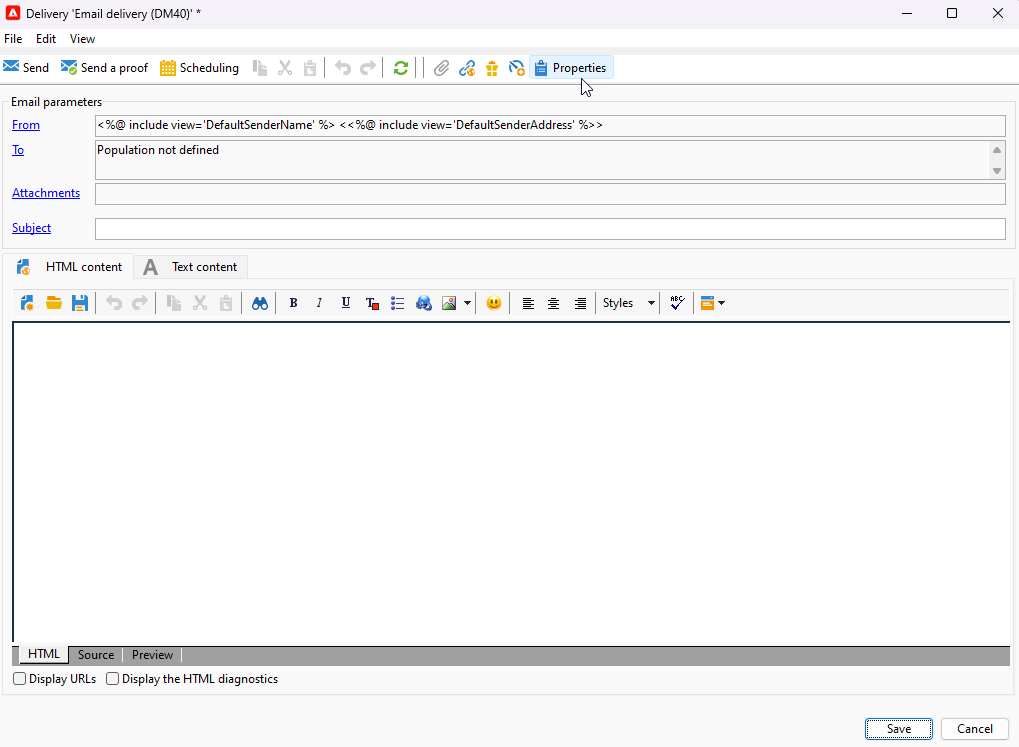 Delivery 'Email delivery (DM40)' *
File Edit View
Send Send a proof Scheduling Properties
Email parameters
From <%@ include view='DefaultSenderName' %> <<%@ include view='DefaultSenderAddress' %>>
To Population not defined
Attachments
Subject
HTML content A Text content
B I U T Styles ABC
HTML Source Preview
Display URLs Display the HTML diagnostics
Save Cancel